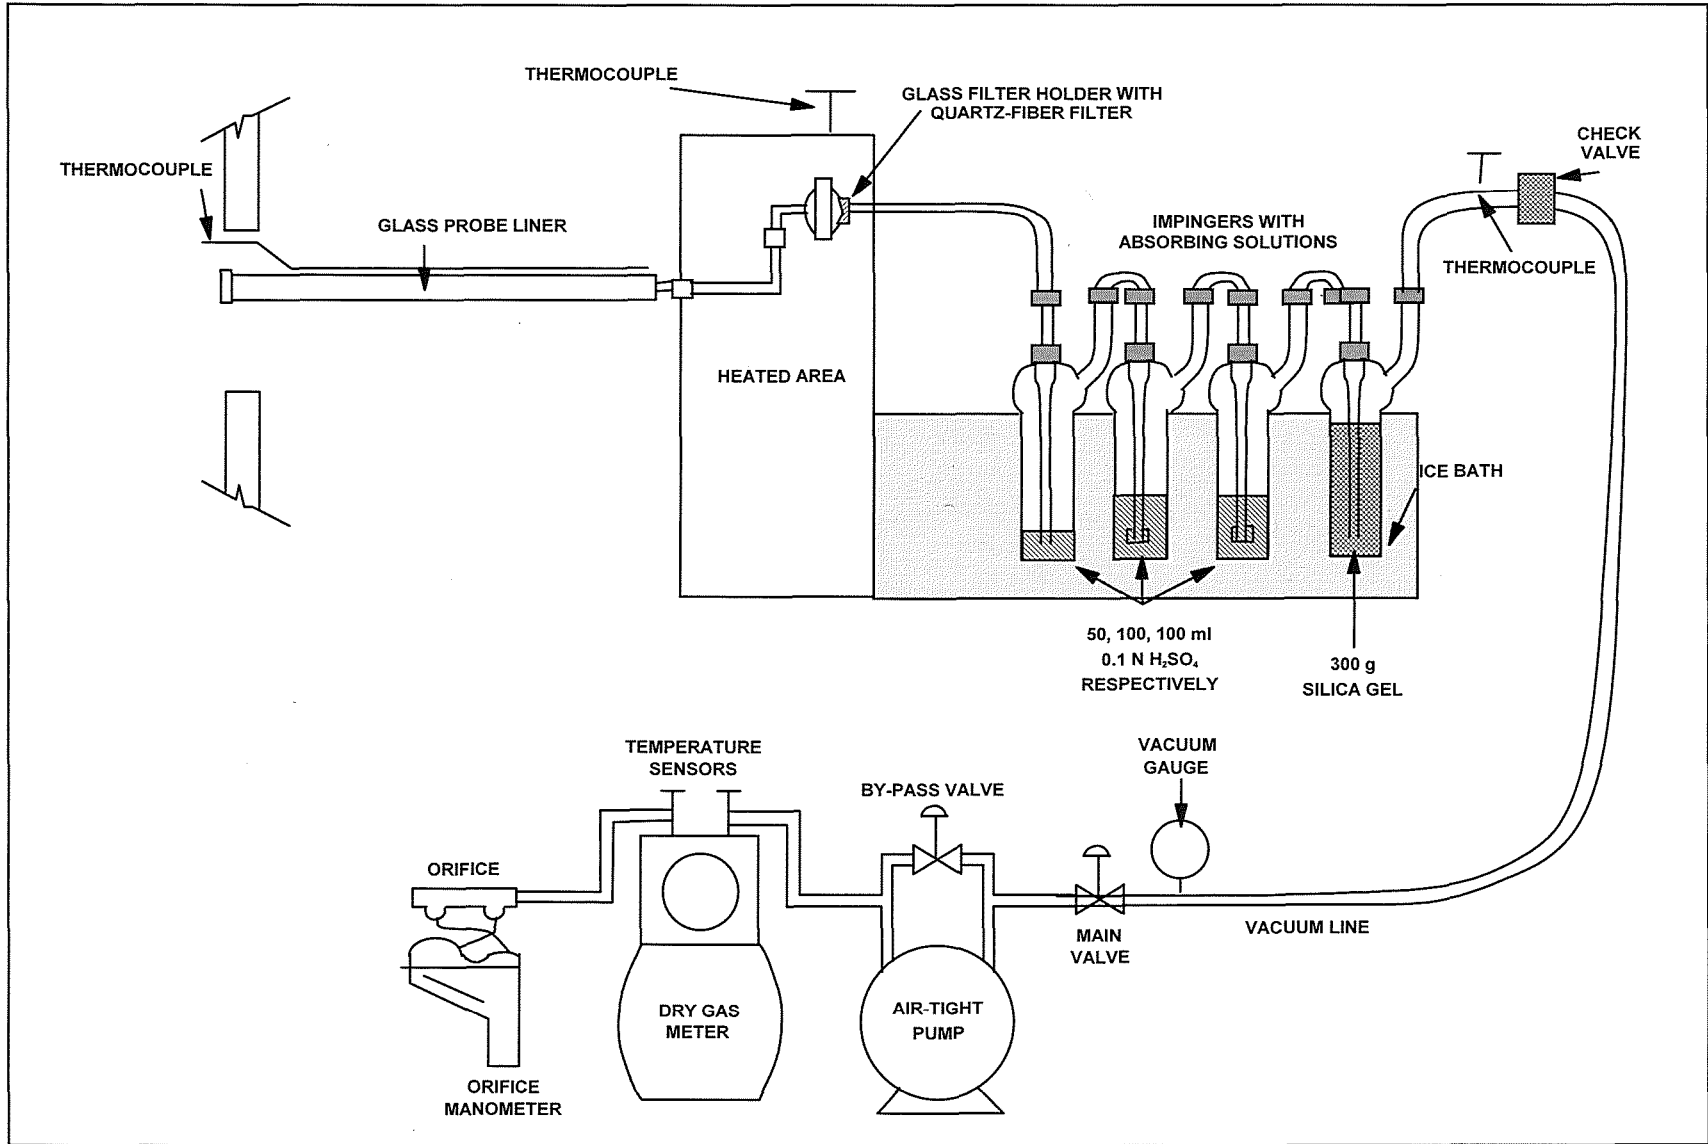 THERMOCOUPLE
GLASS FILTER HOLDER WITH
QUARTZ-FIBER FILTER
CHECK
VALVE
THERMOCOUPLE
GLASS PROBE LINER
IMPINGERS WITH
ABSORBING SOLUTIONS
THERMOCOUPLE
HEATED AREA
ICE BATH
50, 100, 100 ml
0.1 N H₂SO₄
RESPECTIVELY
300 g
SILICA GEL
TEMPERATURE
SENSORS
VACUUM
GAUGE
BY-PASS VALVE
ORIFICE
MAIN
VALVE
VACUUM LINE
DRY GAS
METER
AIR-TIGHT
PUMP
ORIFICE
MANOMETER